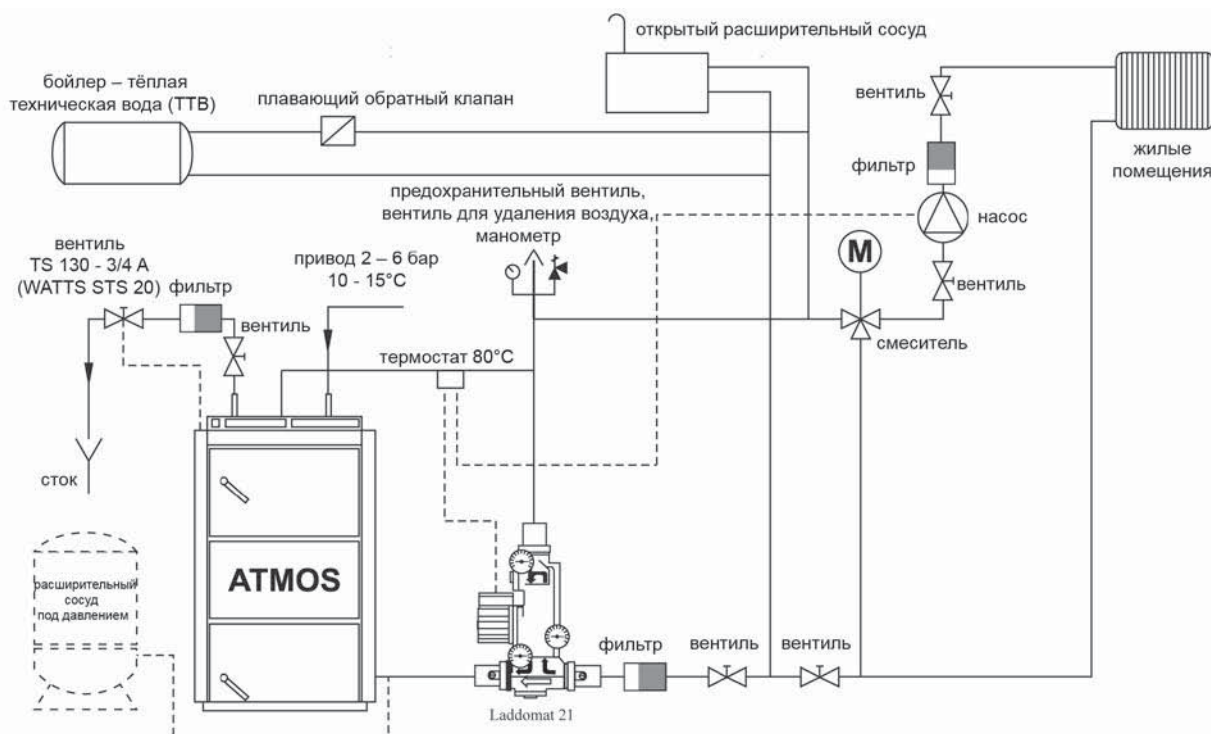 открытый расширительный сосуд
бойлер – тёплая
техническая вода (ТТВ)
плавающий обратный клапан
вентиль
фильтр
жилые
помещения
предохранительный вентиль,
вентиль для удаления воздуха,
манометр
насос
вентиль
TS 130 - 3/4 A
(WATTS STS 20)
фильтр
привод 2 – 6 бар
10 - 15°C
M
вентиль
вентиль
смеситель
термостат 80°C
сток
расширительный
сосуд
под давлением
ATMOS
фильтр
вентиль
вентиль
Laddomat 21